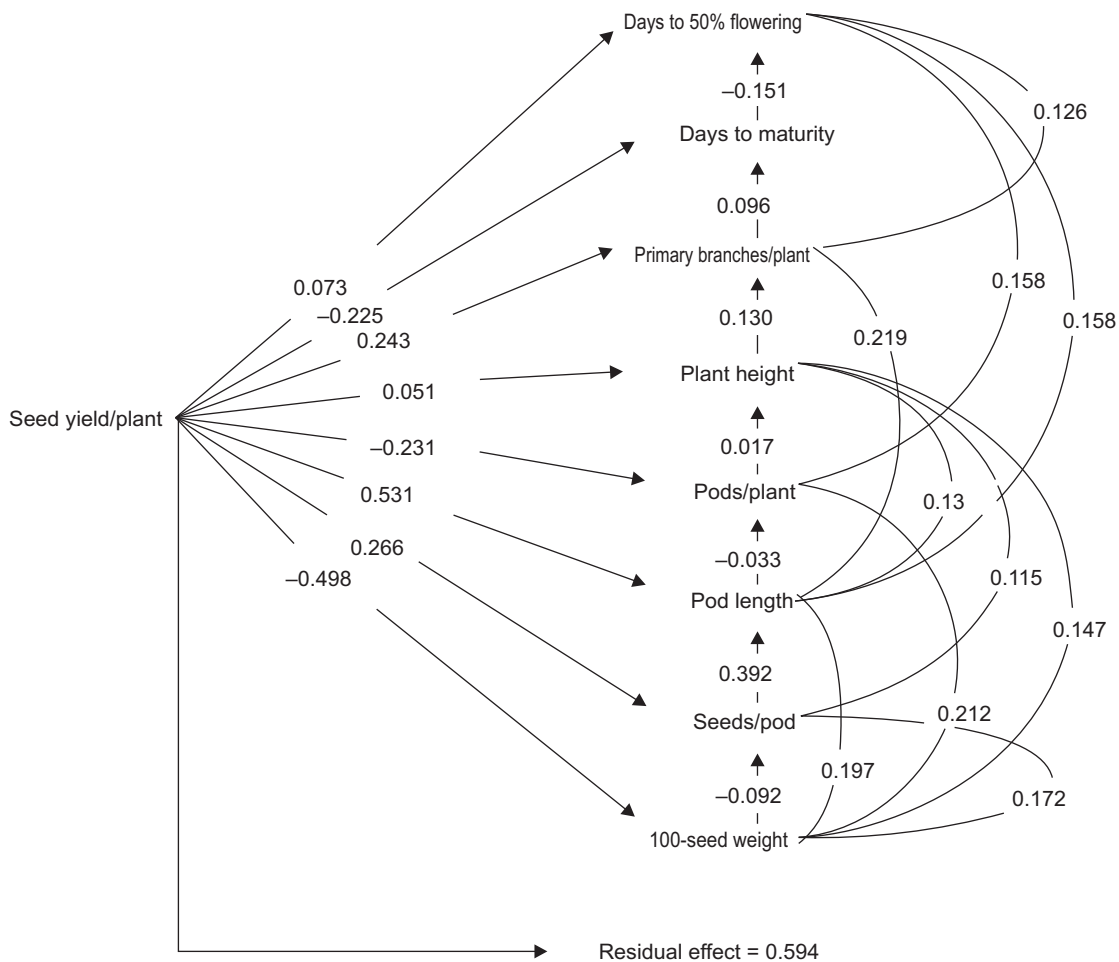 Days to 50% flowering
–0.151
0.126
Days to maturity
0.096
Primary branches/plant
0.158
0.073
–0.225
0.130
0.158
0.243
0.219
Plant height
0.051
Seed yield/plant
–0.231
0.017
Pods/plant
0.531
0.13
0.266
–0.033
–0.498
0.115
Pod length
0.147
0.392
Seeds/pod
0.212
0.197
–0.092
0.172
100-seed weight
Residual effect = 0.594